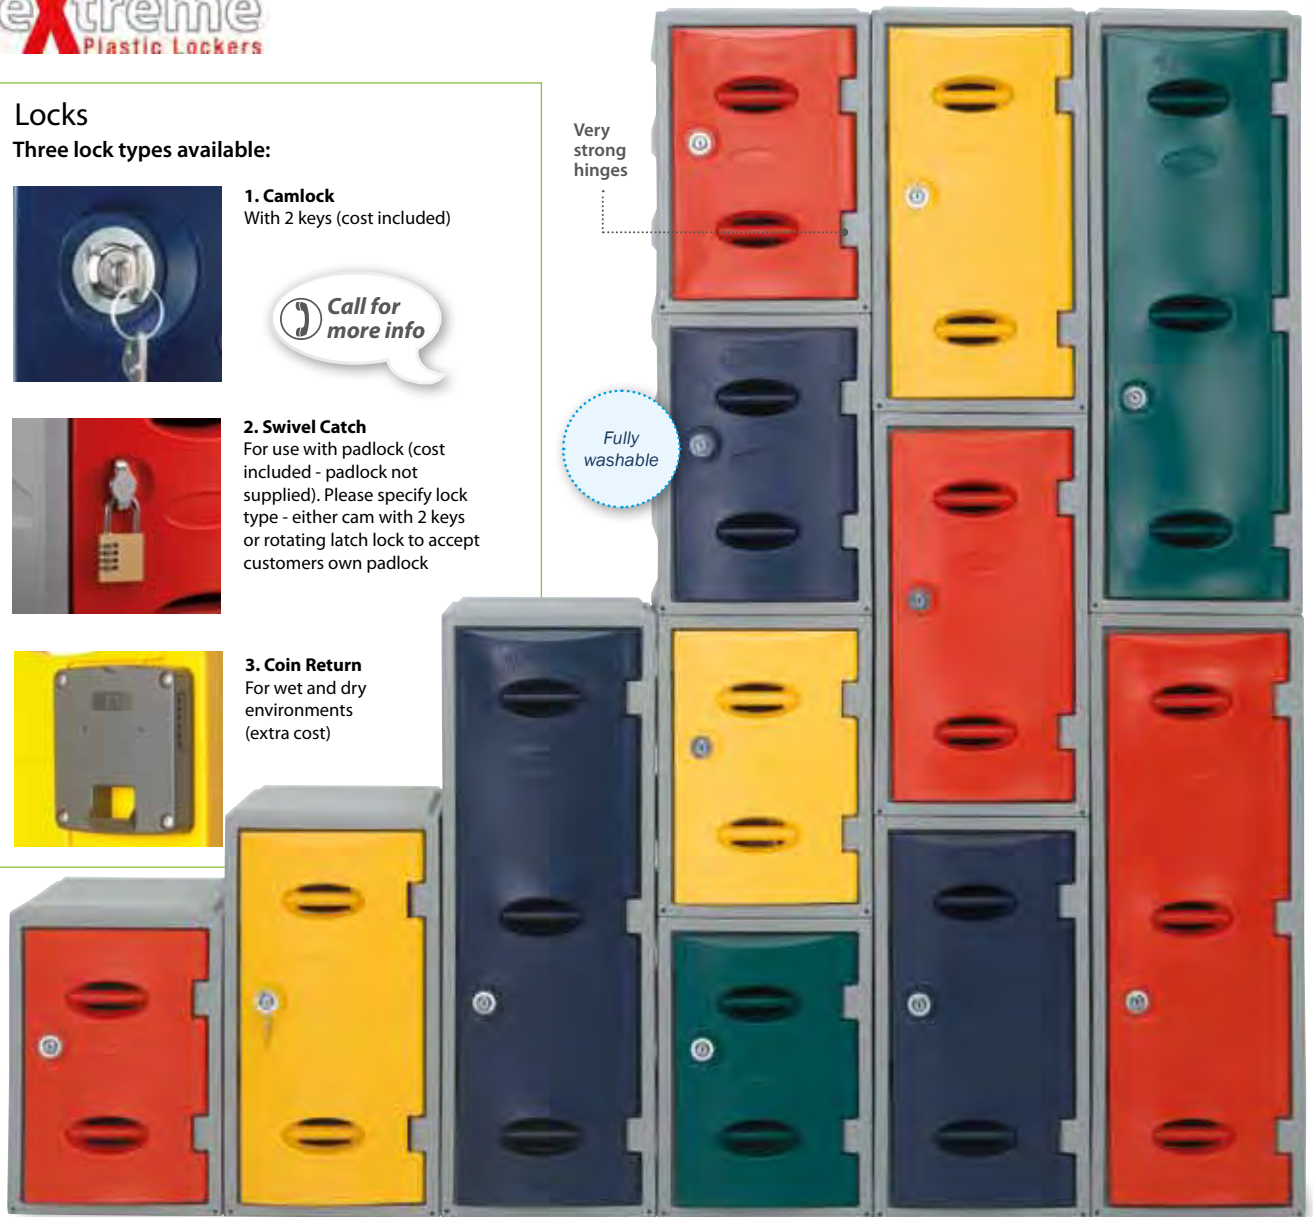 extreme
Plastic Lockers
Locks
Three lock types available:
1. Camlock
With 2 keys (cost included)
Call for
more info
2. Swivel Catch
For use with padlock (cost
included - padlock not
supplied). Please specify lock
type - either cam with 2 keys
or rotating latch lock to accept
customers own padlock
3. Coin Return
For wet and dry
environments
(extra cost)
Very
strong
hinges
Fully
washable